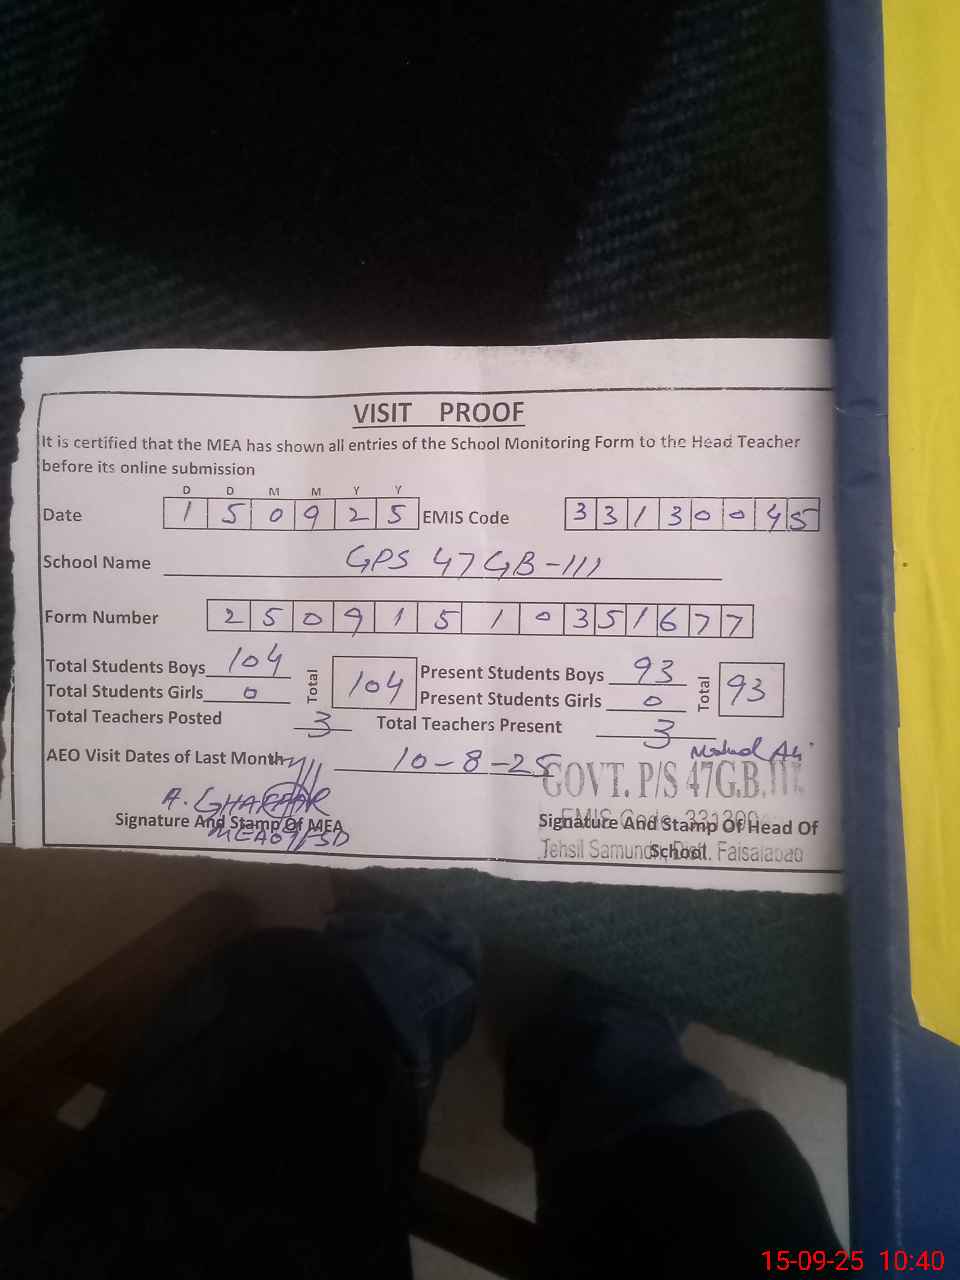 VISIT PROOF
It is certified that the MEA has shown all entries of the School Monitoring Form to the Head Teacher
before its online submission
D D M M Y Y
Date 1 5 0 9 2 5 EMIS Code 3 3 1 3 0 0 4 5
School Name GPS 47 GB-III
Form Number 2 5 0 9 1 5 1 0 3 5 1 6 7 7
Total Students Boys 104 Total 104 Present Students Boys 93 Total 93
Total Students Girls 0 Present Students Girls 0
Total Teachers Posted 3 Total Teachers Present 3
AEO Visit Dates of Last Month 10-8-25
GOVT. P/S 47G.B. III
A. GHAFFAR
Signature And Stamp Of MEA Signature And Stamp Of Head Of
School
Tehsil Samundri, Distt. Faisalabad
15-09-25 10:40